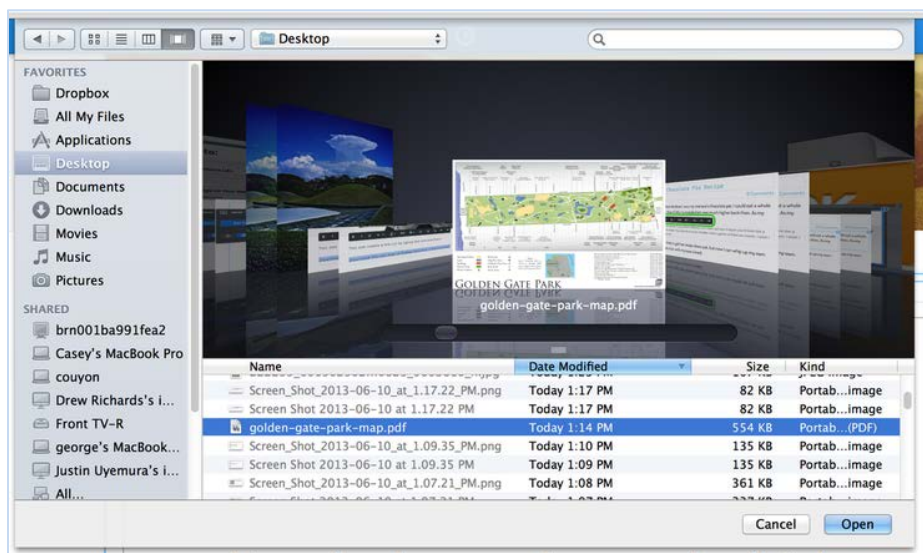 Desktop
FAVORITES
Dropbox
All My Files
Applications
Desktop
Documents
Downloads
Movies
Music
Pictures
SHARED
brn001ba991fea2
Casey's MacBook Pro
couyon
Drew Richards's i...
Front TV-R
george's MacBook...
Justin Uyemura's i...
All...
GOLDEN GATE PARK
golden-gate-park-map.pdf
Name Date Modified Size Kind
Screen_Shot_2013-06-10_at_1.17.22_PM.png Today 1:17 PM 82 KB Portab...image
Screen Shot 2013-06-10 at 1.17.22 PM Today 1:17 PM 82 KB Portab...image
golden-gate-park-map.pdf Today 1:14 PM 554 KB Portab...(PDF)
Screen_Shot_2013-06-10_at_1.09.35_PM.png Today 1:10 PM 135 KB Portab...image
Screen Shot 2013-06-10 at 1.09.35 PM Today 1:09 PM 135 KB Portab...image
Screen_Shot_2013-06-10_at_1.07.21_PM.png Today 1:08 PM 361 KB Portab...image
Cancel Open